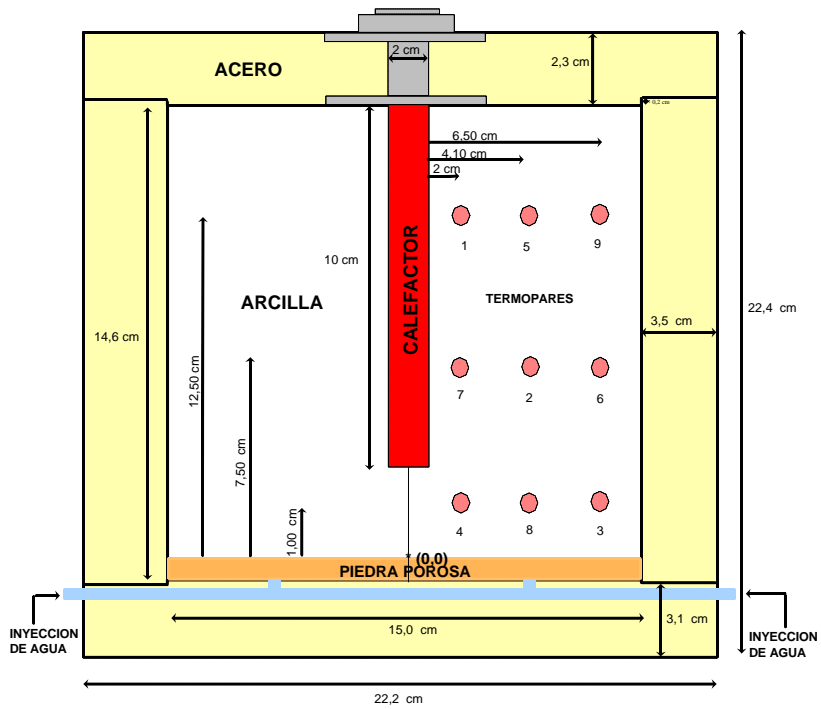 2 cm
ACERO
2,3 cm
0,2 cm
6,50 cm
4,10 cm
2 cm
1
5
9
CALEFACTOR
10 cm
TERMOPARES
ARCILLA
22,4 cm
3,5 cm
14,6 cm
12,50 cm
7
2
6
7,50 cm
1,00 cm
4
8
3
(0,0)
PIEDRA POROSA
3,1 cm
15,0 cm
INYECCION
DE AGUA
INYECCION
DE AGUA
22,2 cm